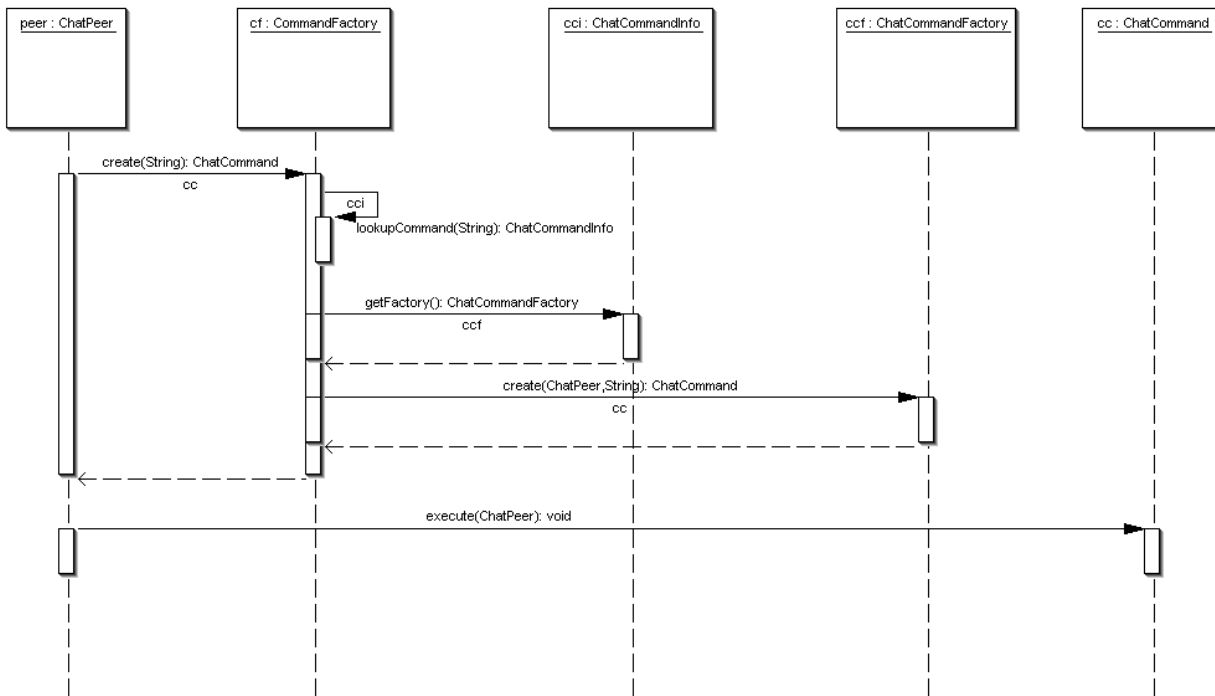 peer : ChatPeer
cf : CommandFactory
cci : ChatCommandInfo
ccf : ChatCommandFactory
cc : ChatCommand
create(String): ChatCommand
cc
cci
lookupCommand(String): ChatCommandInfo
getFactory(): ChatCommandFactory
ccf
create(ChatPeer,String): ChatCommand
cc
execute(ChatPeer): void